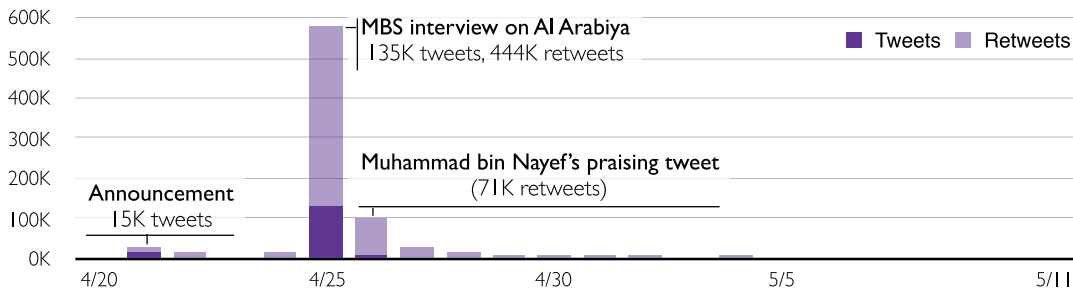 600K
500K
400K
300K
200K
100K
0K
MBS interview on Al Arabiya
135K tweets, 444K retweets
Tweets Retweets
Muhammad bin Nayef's praising tweet
(71K retweets)
Announcement
15K tweets
4/20 4/25 4/30 5/5 5/11